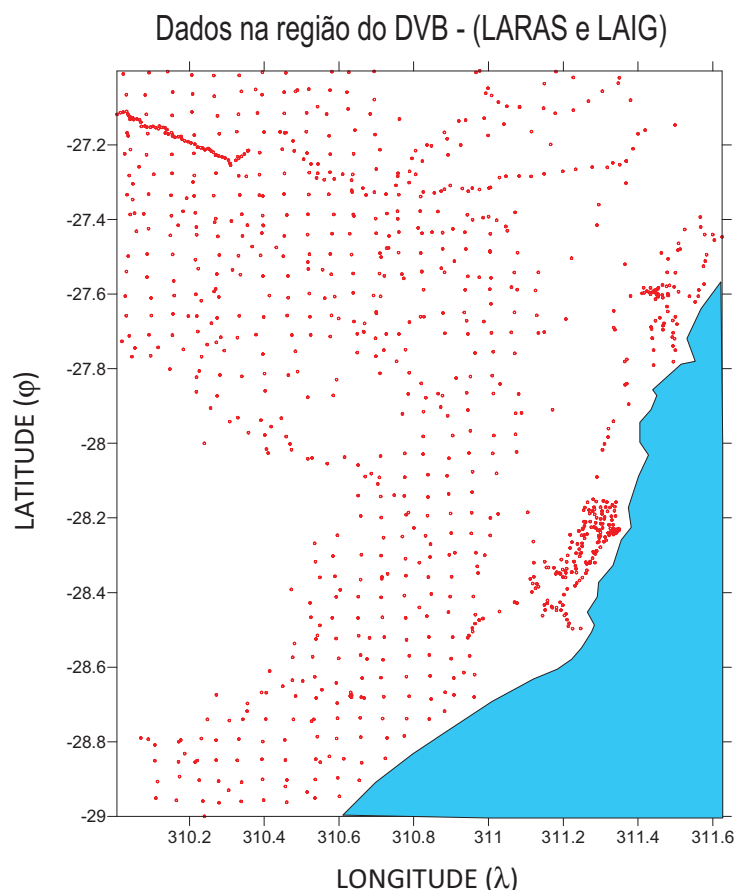 Dados na região do DVB - (LARAS e LAIG)
-27.2
-27.4
-27.6
-27.8
-28
-28.2
-28.4
-28.6
-28.8
-29
LATITUDE (φ)
310.2 310.4 310.6 310.8 311 311.2 311.4 311.6
LONGITUDE (λ)